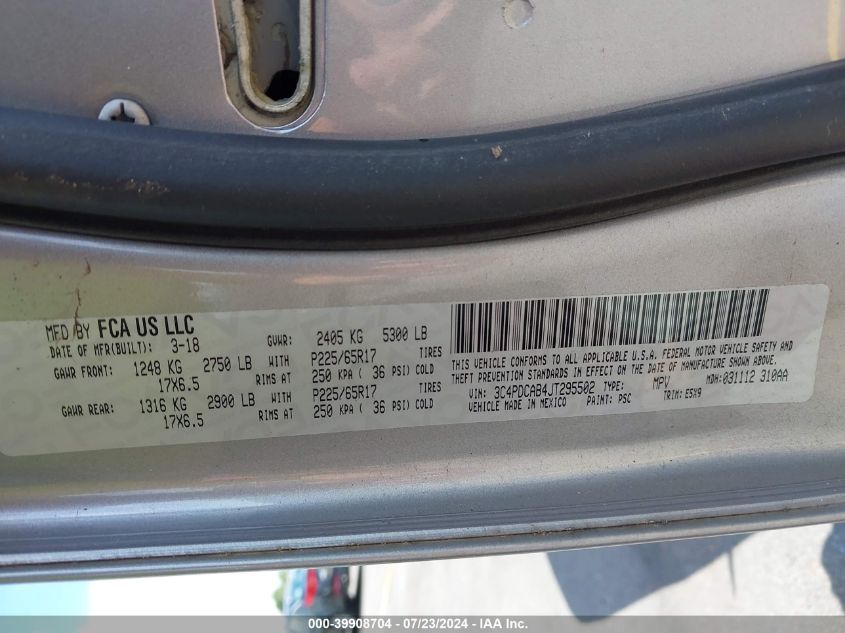 MFD BY FCA US LLC
DATE OF MFR(BUILT): 3-18 GVWR: 2405 KG 5300 LB
GAWR FRONT: 1248 KG 2750 LB WITH P225/65R17 TIRES
17X6.5 RIMS AT 250 KPA ( 36 PSI) COLD
GAWR REAR: 1316 KG 2900 LB WITH P225/65R17 TIRES
17X6.5 RIMS AT 250 KPA ( 36 PSI) COLD
THIS VEHICLE CONFORMS TO ALL APPLICABLE U.S.A. FEDERAL MOTOR VEHICLE SAFETY AND
THEFT PREVENTION STANDARDS IN EFFECT ON THE DATE OF MANUFACTURE SHOWN ABOVE.
VIN: 3C4PDCAB4JT295502 TYPE: MPV MDH: 031112 310AA
VEHICLE MADE IN MEXICO PAINT: PSC TRIM: E5X9
000-39908704 - 07/23/2024 - IAA Inc.